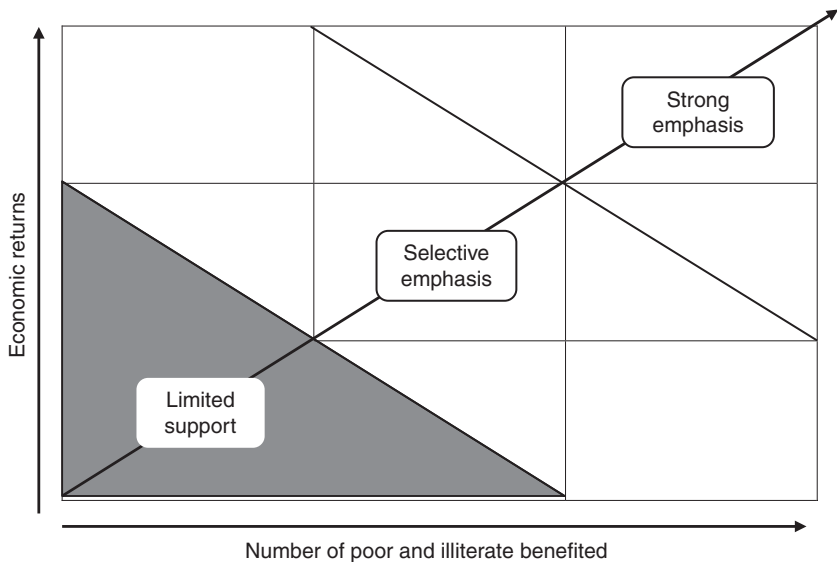 Strong
emphasis
Selective
emphasis
Limited
support
Economic returns
Number of poor and illiterate benefited